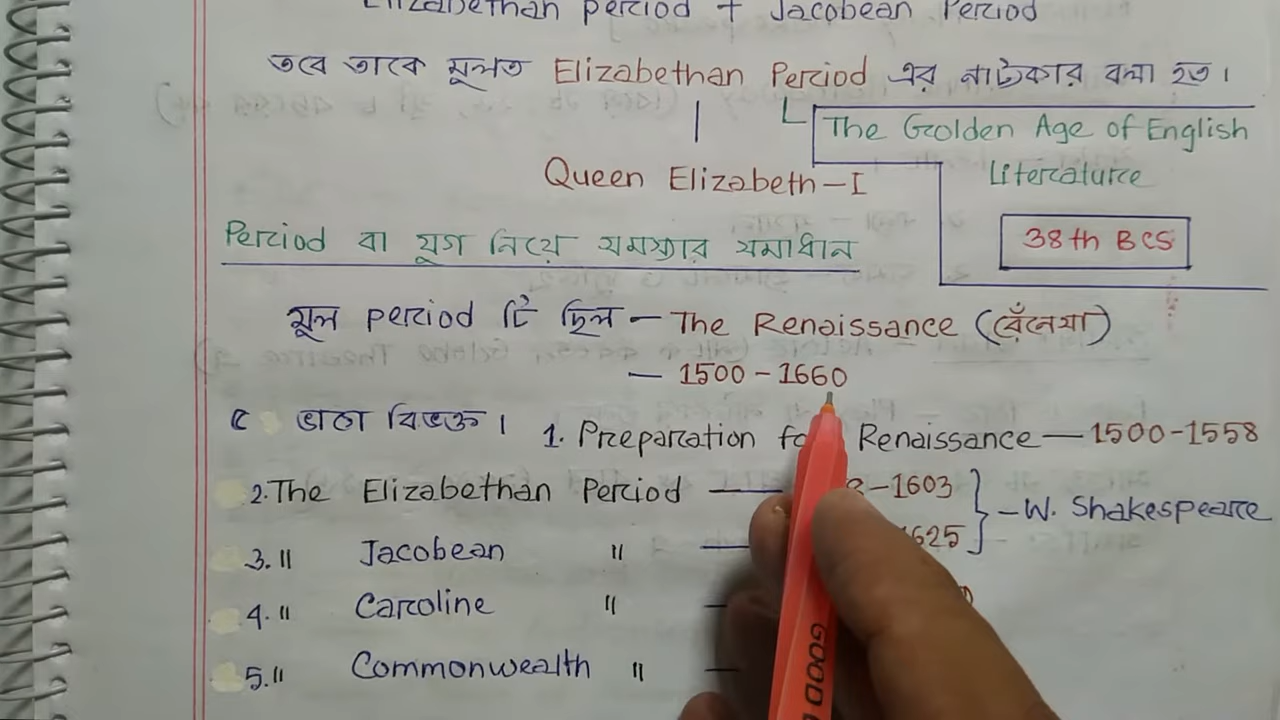 Elizabethan period + Jacobean Period
তবে তাকে মূলত Elizabethan Period এর নাট্যকার বলা হত।
The Golden Age of English
Literature
Queen Elizabeth-I
38th BCS
Period বা যুগ নিয়ে সমস্যার সমাধান
মূল period টি ছিল - The Renaissance (রেঁনেসা)
- 1500-1660
৫ ভাগে বিভক্ত।
1. Preparation for Renaissance - 1500-1558
2. The Elizabethan Period - -1603
3. " Jacobean " - 1625
- W. Shakespeare
4. " Caroline " -
5. " Commonwealth " -
GOOD